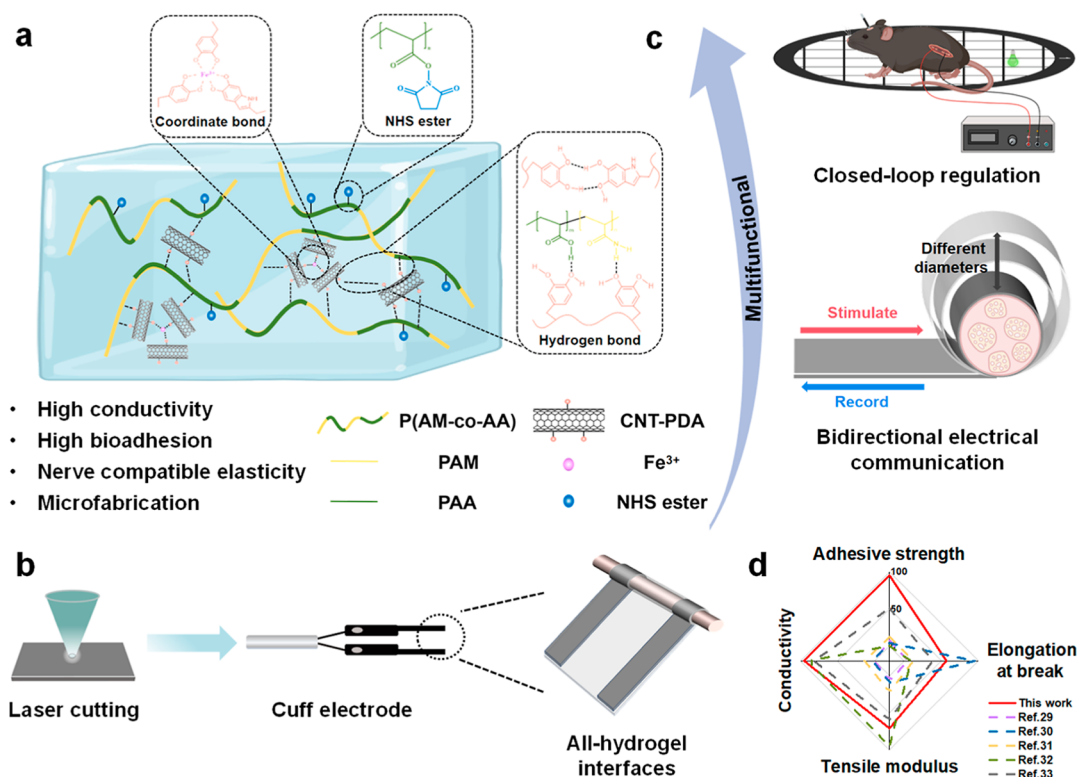 a
Fe³⁺
Coordinate bond
NHS ester
Hydrogen bond
• High conductivity
• High bioadhesion
• Nerve compatible elasticity
• Microfabrication
P(AM-co-AA)
CNT-PDA
PAM
Fe³⁺
PAA
NHS ester
Multifunctional
c
Closed-loop regulation
Different
diameters
Stimulate
Record
Bidirectional electrical
communication
b
Laser cutting
Cuff electrode
All-hydrogel
interfaces
d
Adhesive strength
100
50
Conductivity
Elongation
at break
Tensile modulus
This work
Ref.29
Ref.30
Ref.31
Ref.32
Ref.33